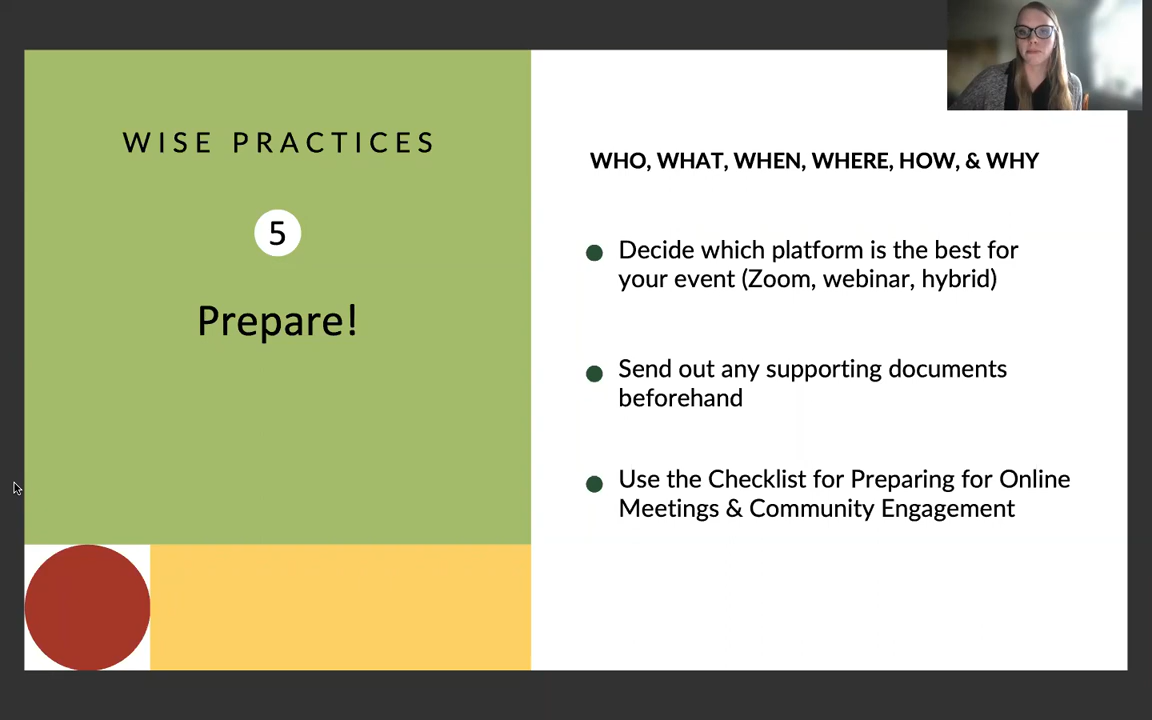 WISE PRACTICES
5
Prepare!
WHO, WHAT, WHEN, WHERE, HOW, & WHY
Decide which platform is the best for
your event (Zoom, webinar, hybrid)
Send out any supporting documents
beforehand
Use the Checklist for Preparing for Online
Meetings & Community Engagement